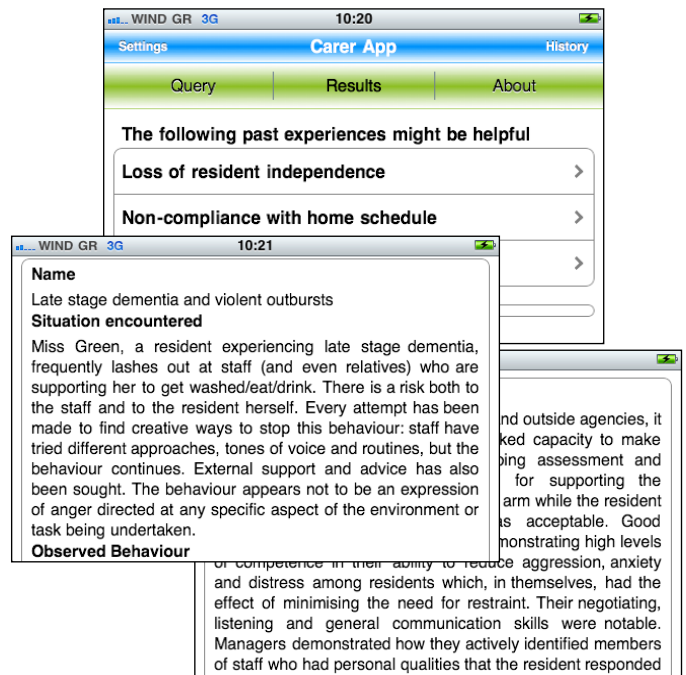 WIND GR 3G 10:20
Settings Carer App History
Query Results About
The following past experiences might be helpful
Loss of resident independence
Non-compliance with home schedule
WIND GR 3G 10:21
Name
Late stage dementia and violent outbursts
Situation encountered
Miss Green, a resident experiencing late stage dementia,
frequently lashes out at staff (and even relatives) who are
supporting her to get washed/eat/drink. There is a risk both to
the staff and to the resident herself. Every attempt has been
made to find creative ways to stop this behaviour: staff have
tried different approaches, tones of voice and routines, but the
behaviour continues. External support and advice has also
been sought. The behaviour appears not to be an expression
of anger directed at any specific aspect of the environment or
task being undertaken.
Observed Behaviour
and outside agencies, it
capacity to make
assessment and
for supporting the
arm while the resident
acceptable. Good
demonstrating high levels
of competence in their ability to reduce aggression, anxiety
and distress among residents which, in themselves, had the
effect of minimising the need for restraint. Their negotiating,
listening and general communication skills were notable.
Managers demonstrated how they actively identified members
of staff who had personal qualities that the resident responded